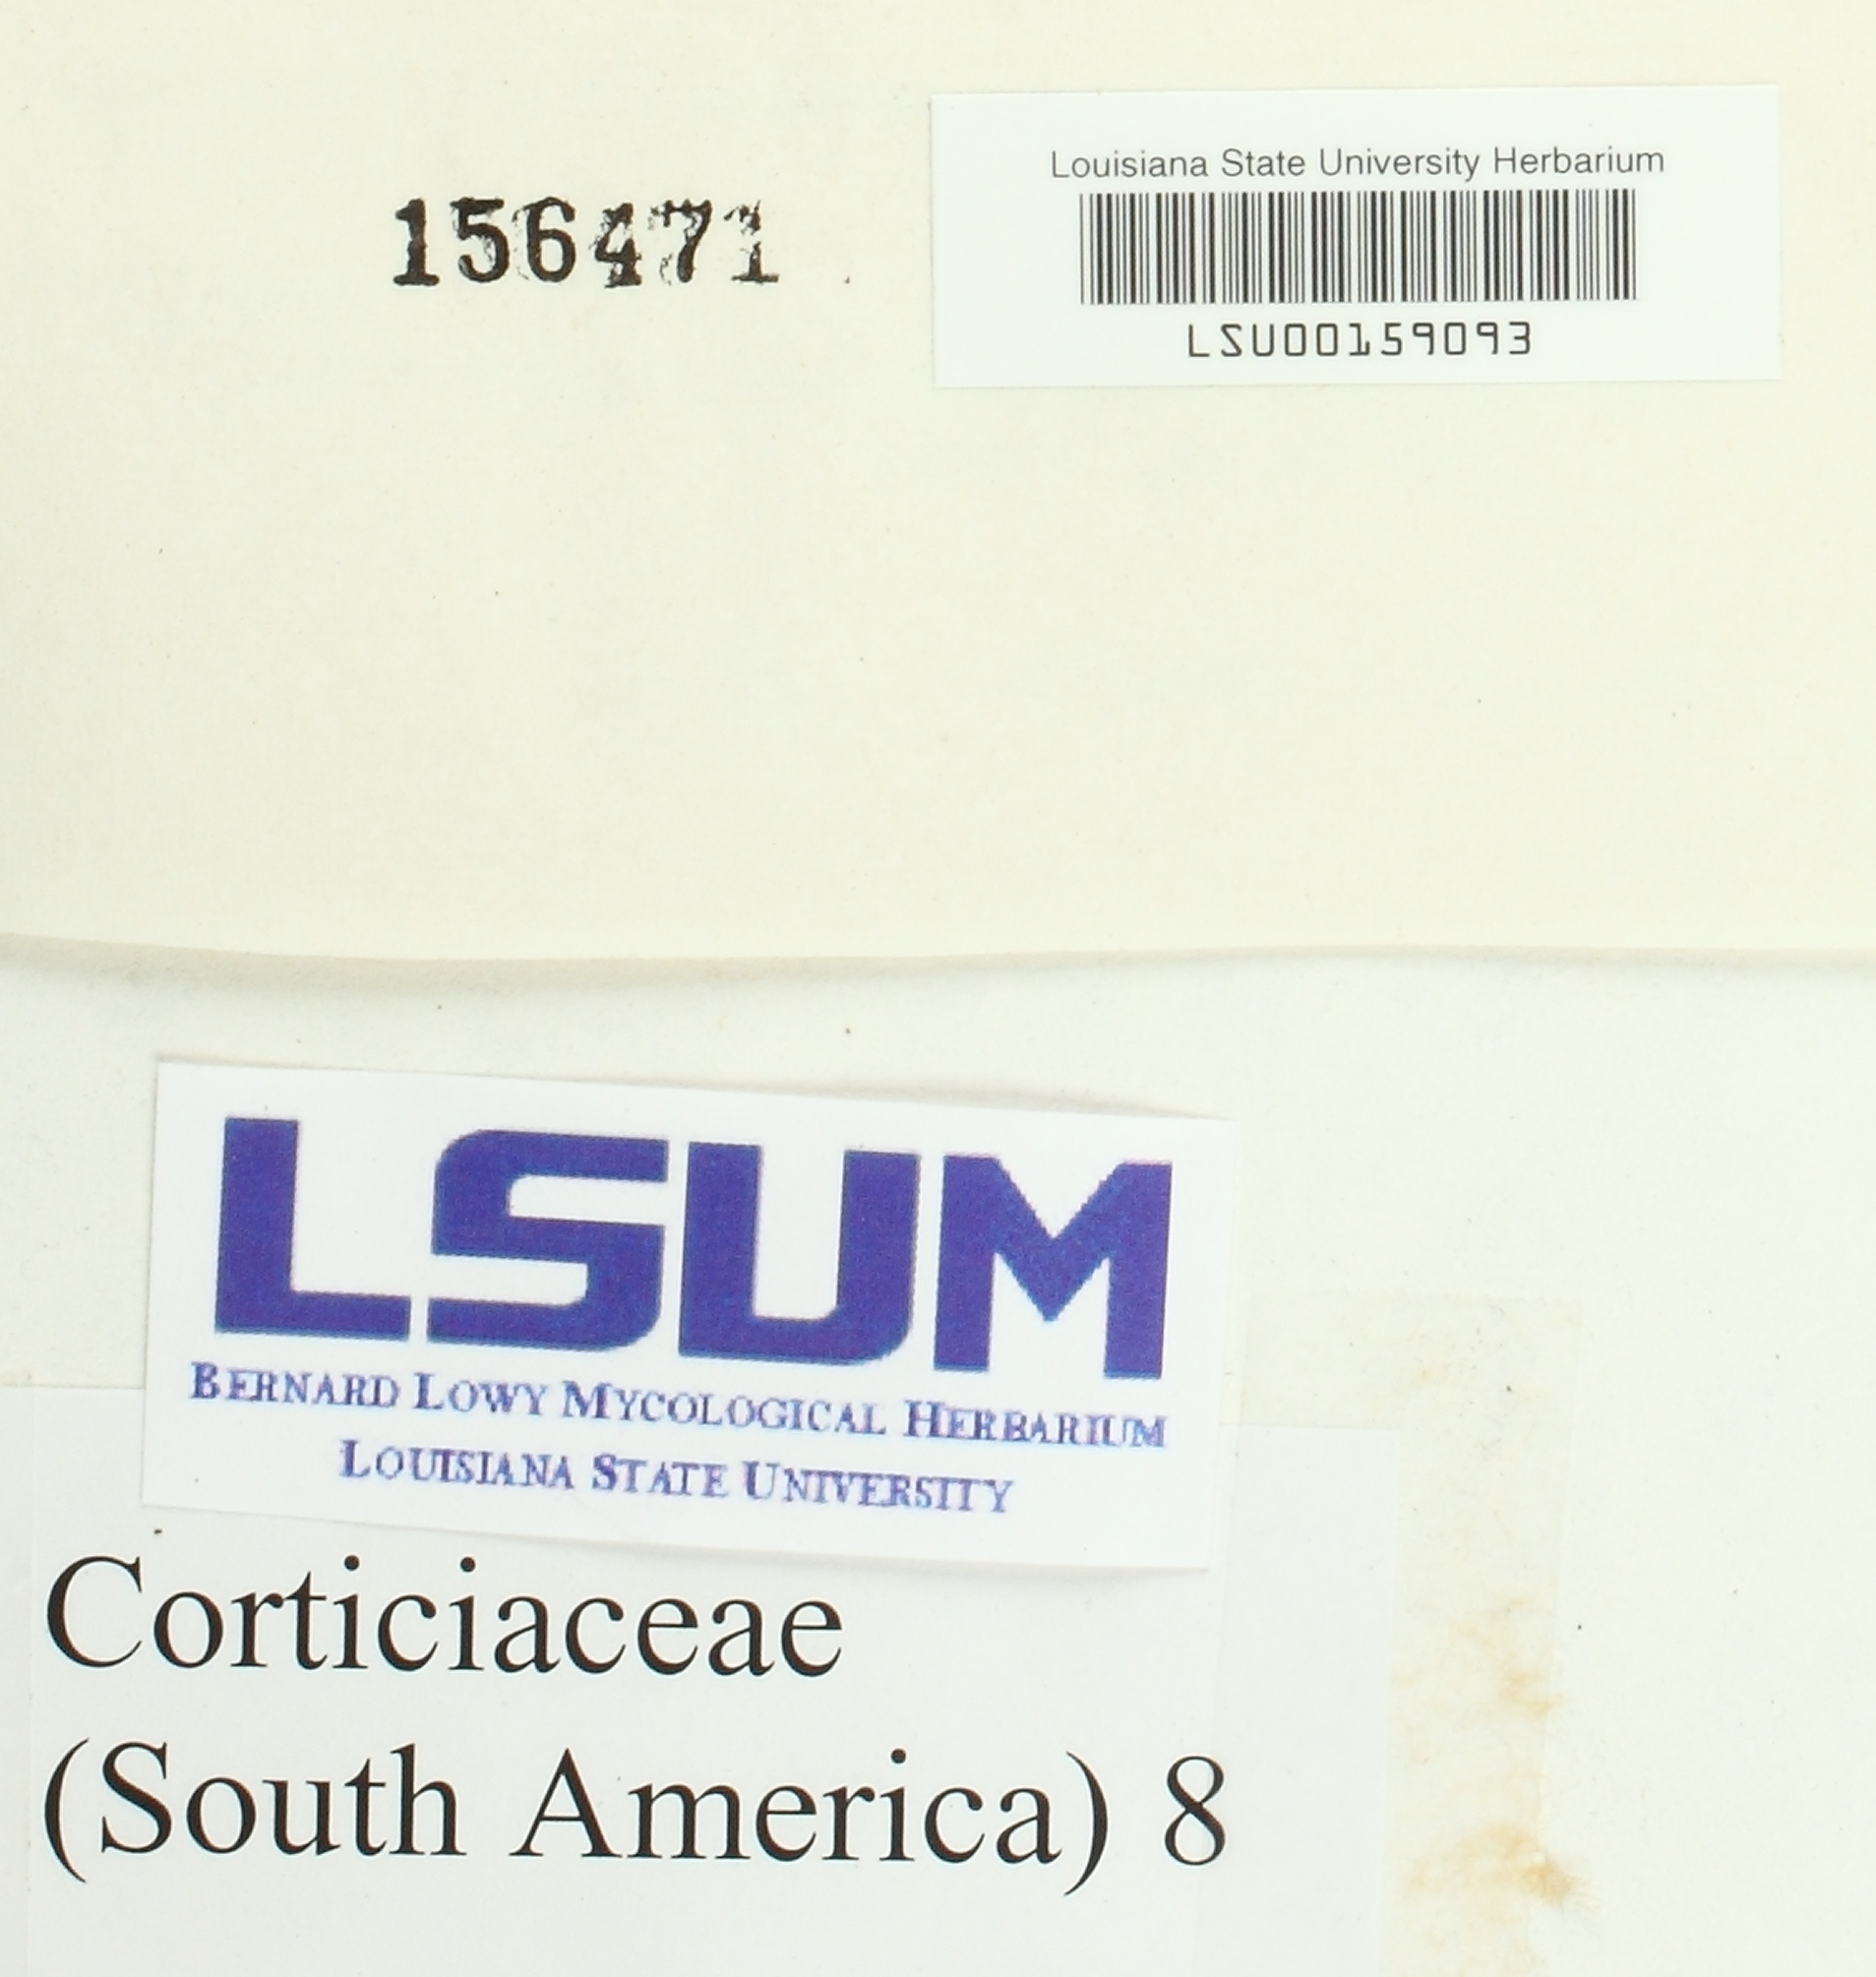 Louisiana State University Herbarium
156471
LSU00159093
LSUM
BERNARD LOWY MYCOLOGICAL HERBARIUM
LOUISIANA STATE UNIVERSITY
Corticiaceae
(South America) 8